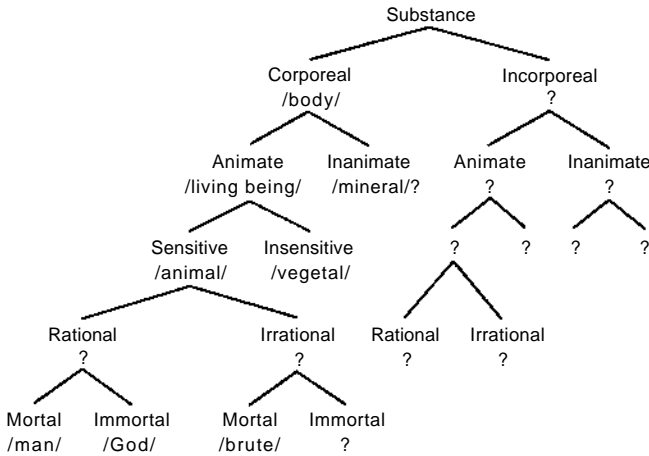 Substance
Corporeal Incorporeal
/body/ ?
Animate Inanimate Animate Inanimate
/living being/ /mineral/? ? ?
Sensitive Insensitive ? ? ? ?
/animal/ /vegetal/
Rational Irrational Rational Irrational
? ? ? ?
Mortal Immortal Mortal Immortal
/man/ /God/ /brute/ ?